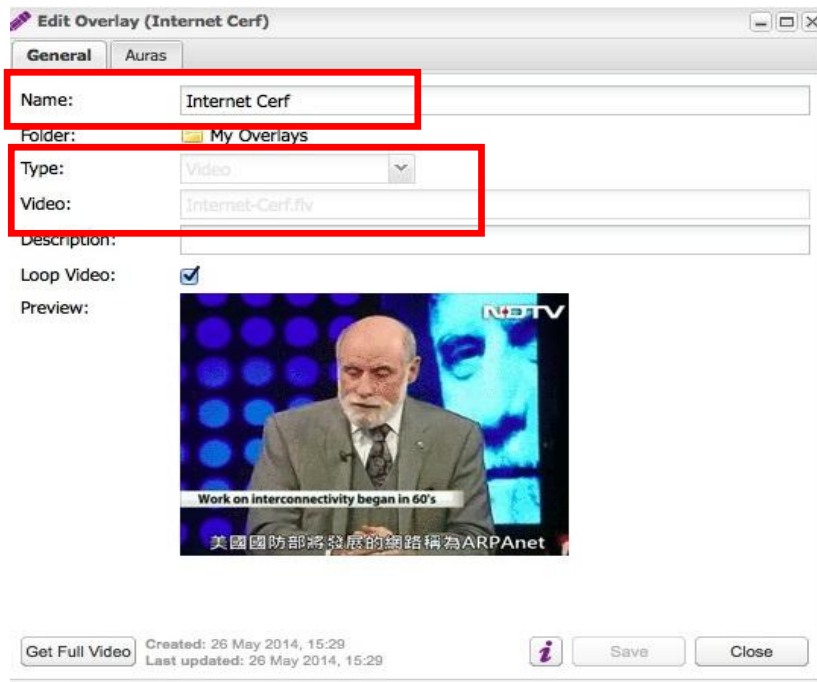 Edit Overlay (Internet Cerf)
General Auras
Name: Internet Cerf
Folder: My Overlays
Type: Video
Video: Internet-Cerf.flv
Description:
Loop Video:
Preview:
NDTV
Work on interconnectivity began in 60's
美國國防部將發展的網路稱為ARPAnet
Get Full Video
Created: 26 May 2014, 15:29
Last updated: 26 May 2014, 15:29
i Save Close